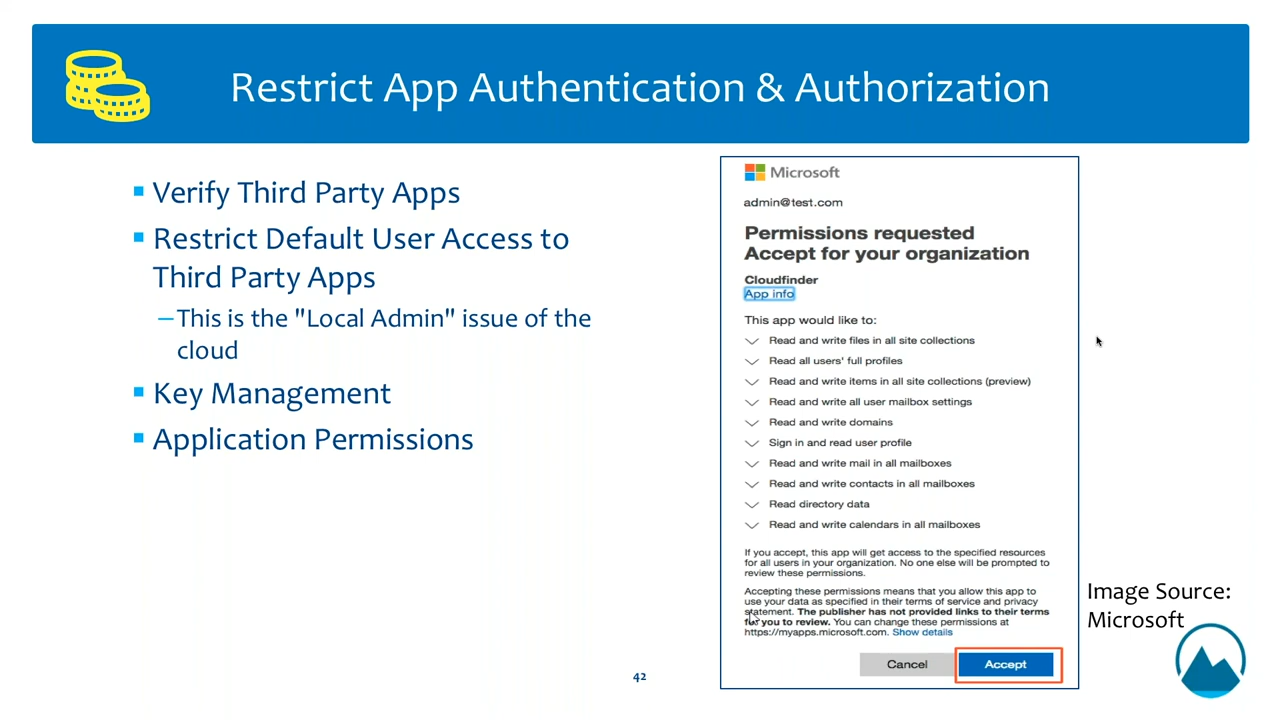 Restrict App Authentication & Authorization
Verify Third Party Apps
Restrict Default User Access to
Third Party Apps
–This is the "Local Admin" issue of the
cloud
Key Management
Application Permissions
Microsoft
admin@test.com
Permissions requested
Accept for your organization
Cloudfinder
App info
This app would like to:
Read and write files in all site collections
Read all users' full profiles
Read and write items in all site collections (preview)
Read and write all user mailbox settings
Read and write domains
Sign in and read user profile
Read and write mail in all mailboxes
Read and write contacts in all mailboxes
Read directory data
Read and write calendars in all mailboxes
If you accept, this app will get access to the specified resources
for all users in your organization. No one else will be prompted to
review these permissions.
Accepting these permissions means that you allow this app to
use your data as specified in their terms of service and privacy
statement. The publisher has not provided links to their terms
for you to review. You can change these permissions at
https://myapps.microsoft.com. Show details
Cancel
Accept
Image Source:
Microsoft
42